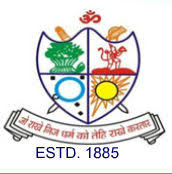 ॐ
जो राखे निज धर्म को तेहि राखे करतार
ESTD. 1885